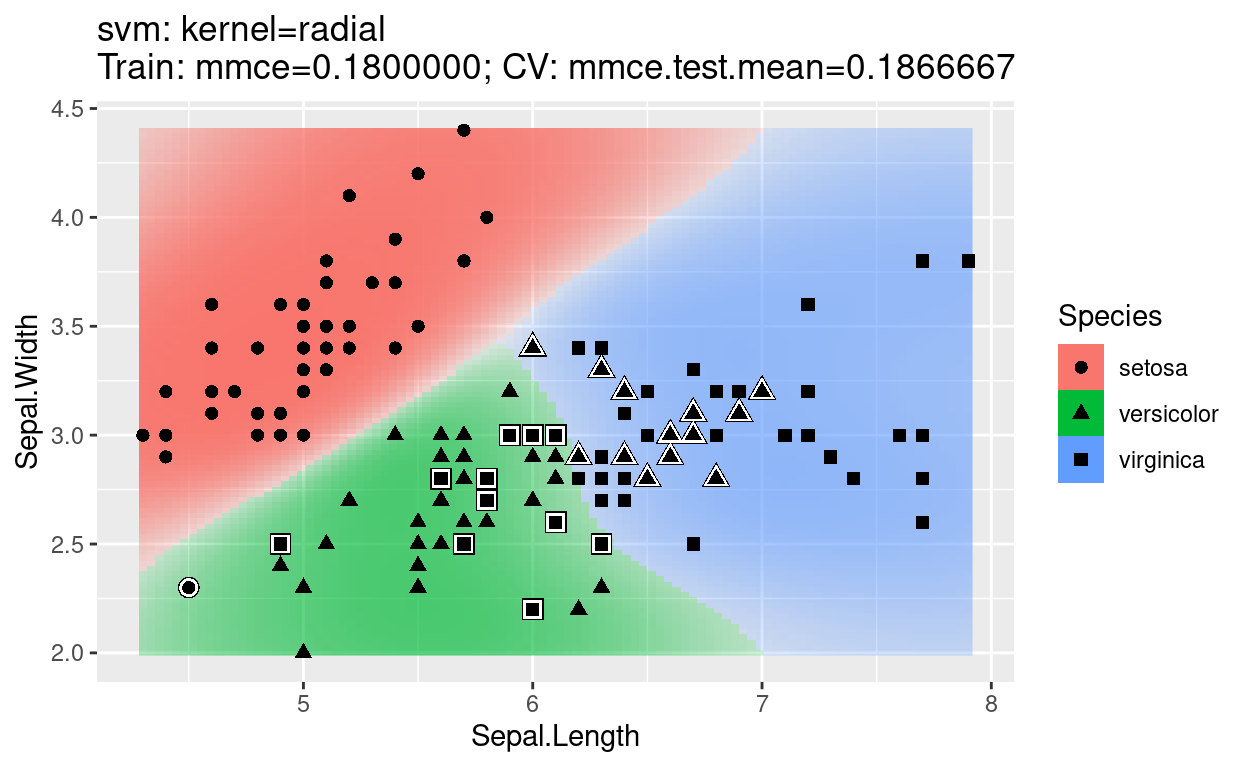 svm: kernel=radial
Train: mmce=0.1800000; CV: mmce.test.mean=0.1866667
4.5
4.0
3.5
3.0
2.5
2.0
Sepal.Width
5
6
7
8
Sepal.Length
Species
setosa
versicolor
virginica